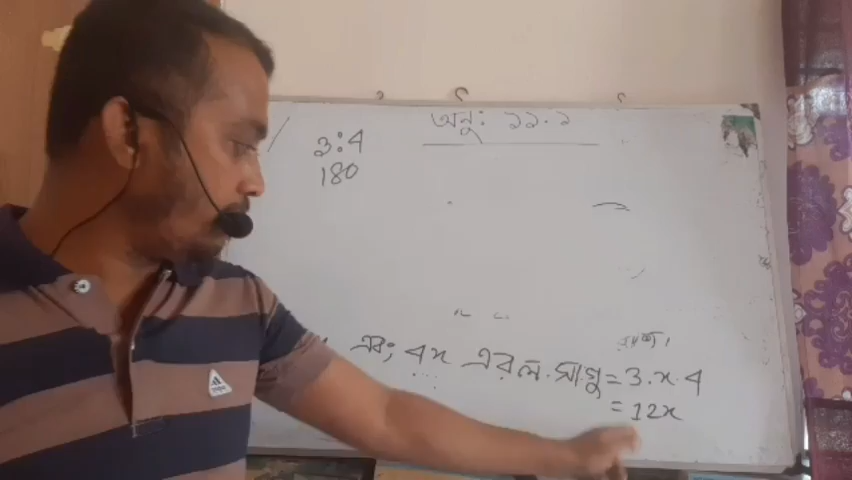 অনু: ১১.১
3:4
180
এবং, 4x এর ল.সা.গু = 3.x.4
= 12x